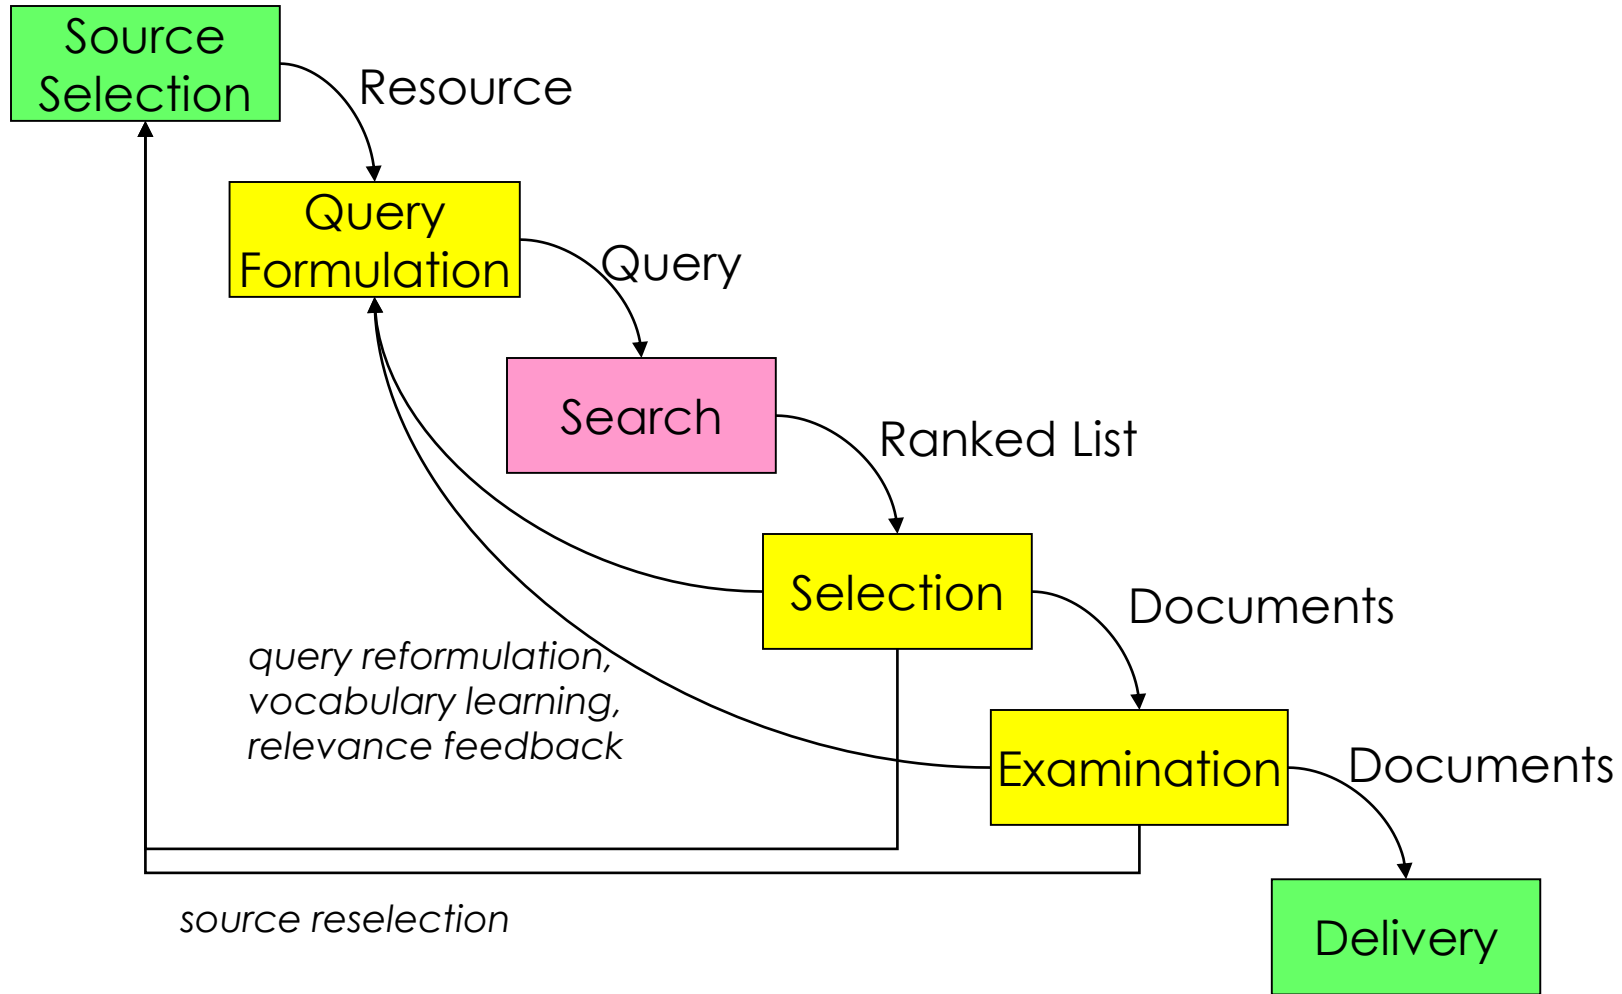 Source
Selection
Resource
Query
Formulation
Query
Search
Ranked List
Selection
Documents
query reformulation,
vocabulary learning,
relevance feedback
Examination
Documents
source reselection
Delivery